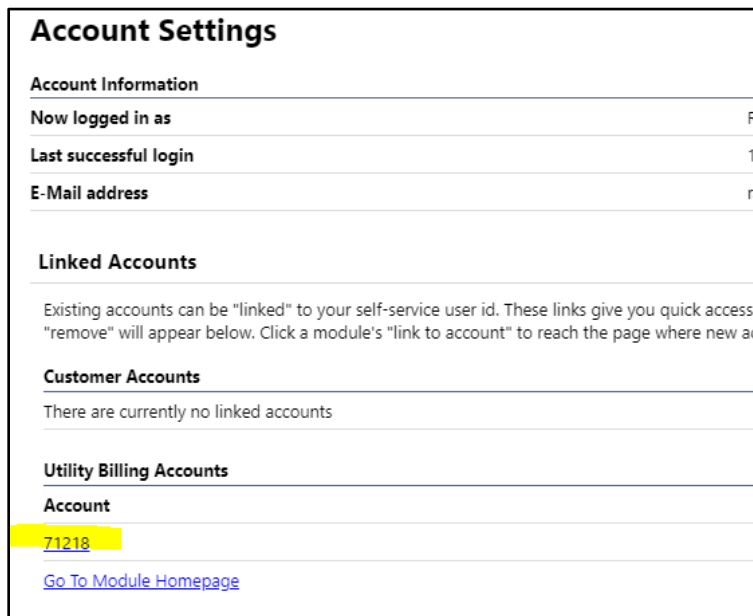 Account Settings
Account Information
Now logged in as
Last successful login
E-Mail address
Linked Accounts
Existing accounts can be "linked" to your self-service user id. These links give you quick access
"remove" will appear below. Click a module's "link to account" to reach the page where new
Customer Accounts
There are currently no linked accounts
Utility Billing Accounts
Account
71218
Go To Module Homepage